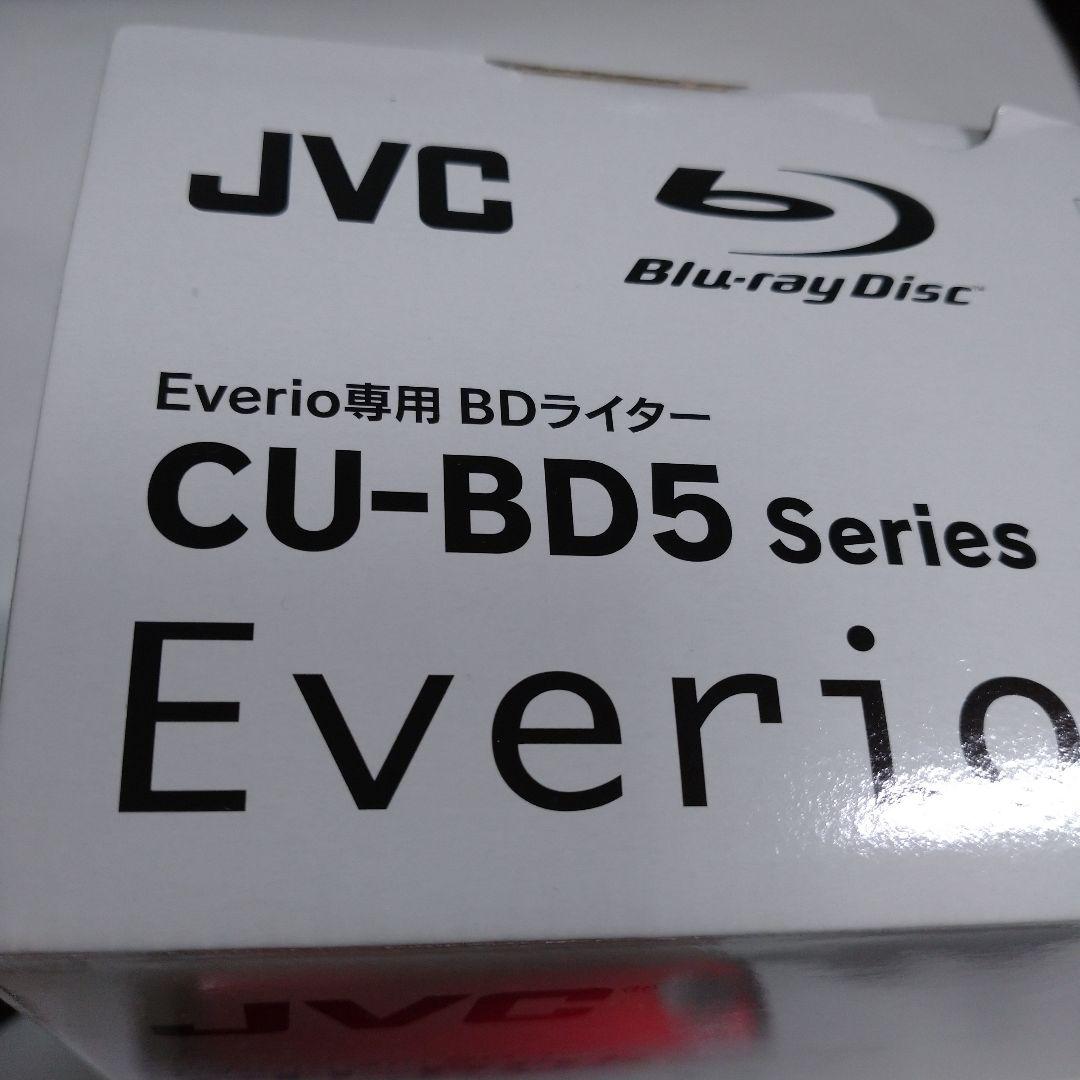 JVC
Blu-ray Disc™
Everio専用 BDライター
CU-BD5 Series
Everio
JVC